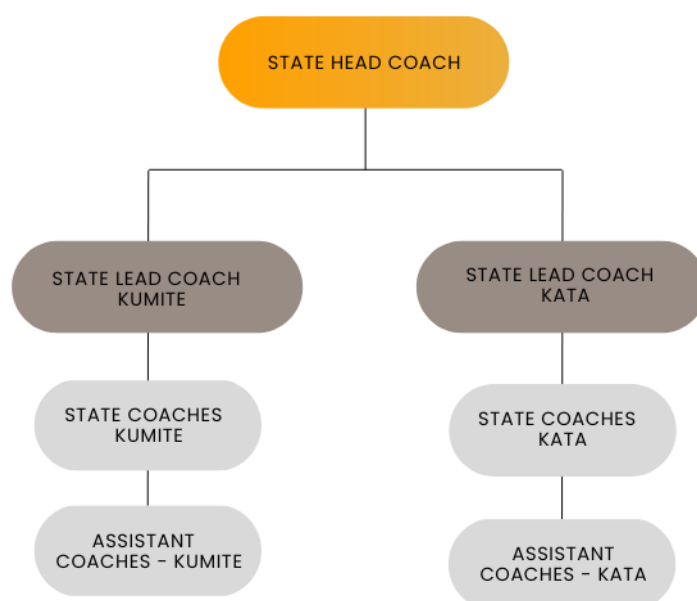 STATE HEAD COACH
STATE LEAD COACH
KUMITE
STATE LEAD COACH
KATA
STATE COACHES
KUMITE
STATE COACHES
KATA
ASSISTANT
COACHES - KUMITE
ASSISTANT
COACHES - KATA